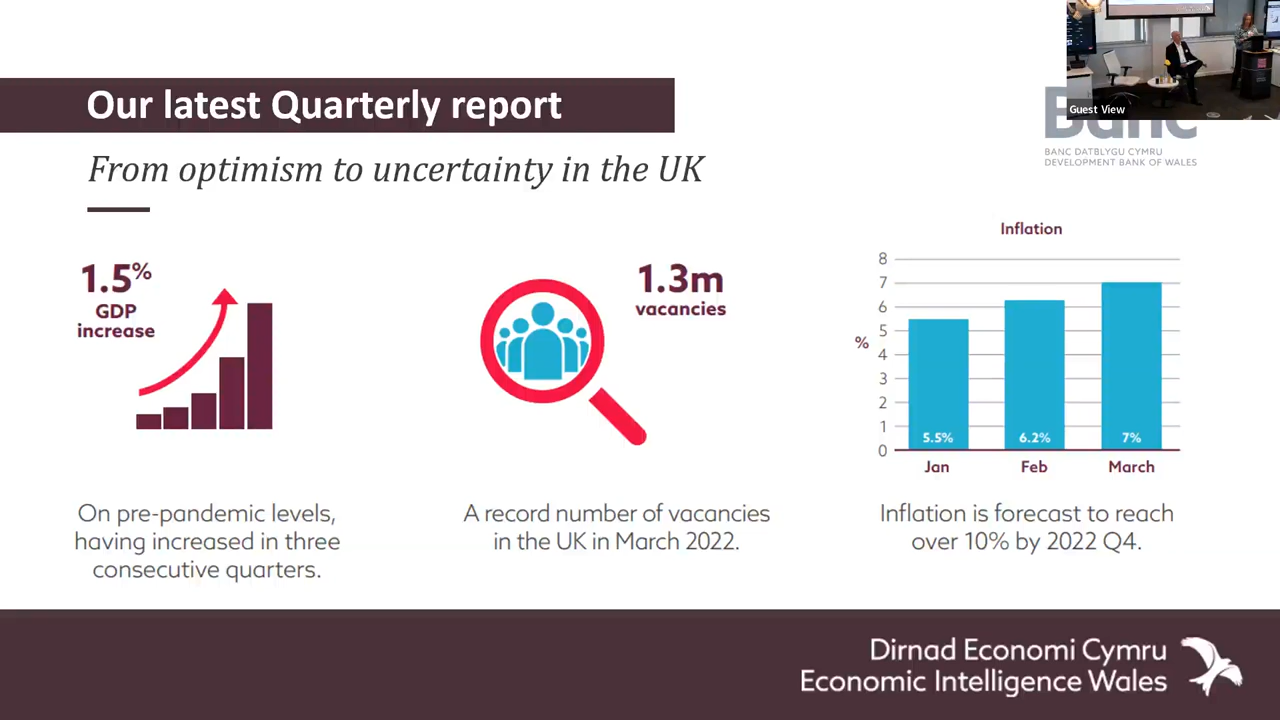 Our latest Quarterly report
From optimism to uncertainty in the UK
Guest View
Banc
BANC DATBLYGU CYMRU
DEVELOPMENT BANK OF WALES
1.5%
GDP
increase
On pre-pandemic levels,
having increased in three
consecutive quarters.
1.3m
vacancies
A record number of vacancies
in the UK in March 2022.
Inflation
8
7
6
5
%
4
3
2
1
0
5.5%
6.2%
7%
Jan
Feb
March
Inflation is forecast to reach
over 10% by 2022 Q4.
Dirnad Economi Cymru
Economic Intelligence Wales